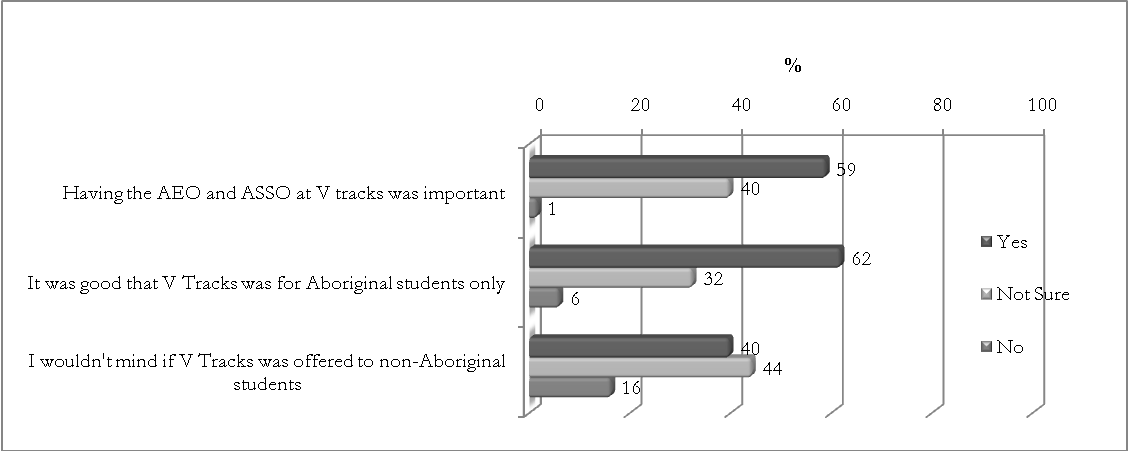 %
0 20 40 60 80 100
Having the AEO and ASSO at V tracks was important
59
40
1
It was good that V Tracks was for Aboriginal students only
62
32
6
I wouldn't mind if V Tracks was offered to non-Aboriginal
students
40
44
16
Yes
Not Sure
No